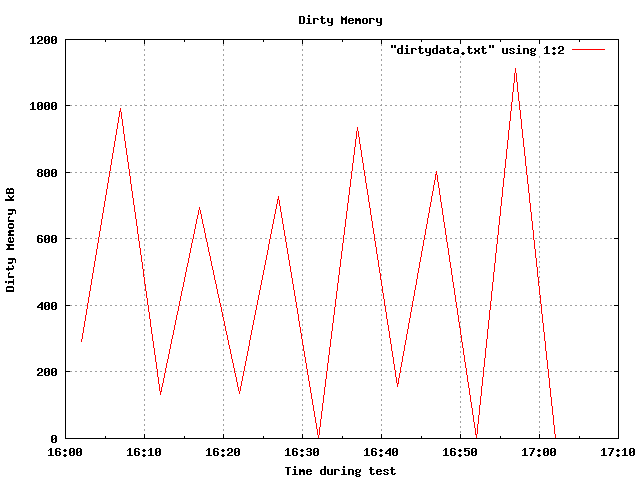 Dirty Memory
"dirtydata.txt" using 1:2
1200
1000
800
600
400
200
0
Dirty Memory kB
16:00 16:10 16:20 16:30 16:40 16:50 17:00 17:10
Time during test